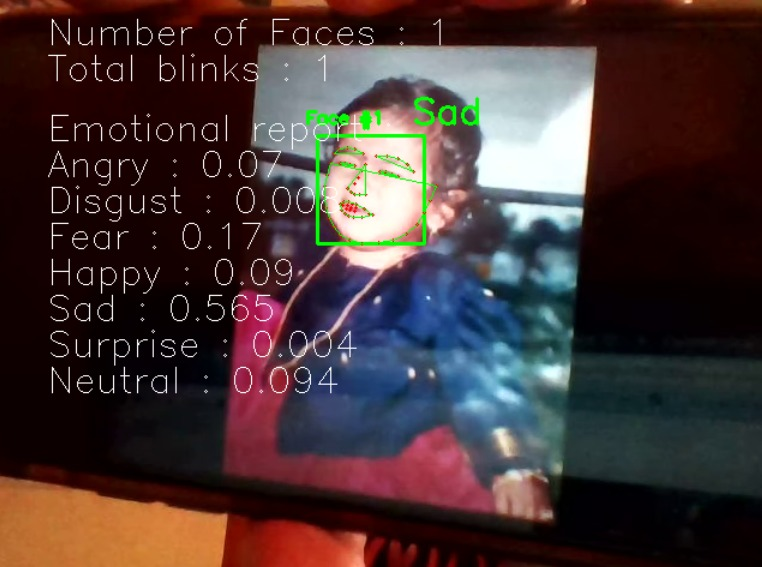 Number of Faces : 1
Total blinks : 1
Face #1
Sad
Emotional report
Angry : 0.07
Disgust : 0.008
Fear : 0.17
Happy : 0.09
Sad : 0.565
Surprise : 0.004
Neutral : 0.094